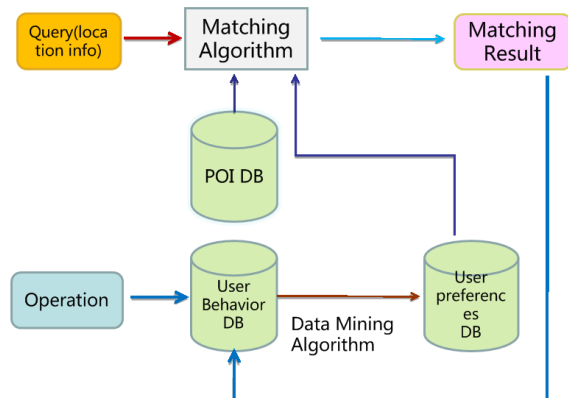 Query(loca
tion info)
Matching
Algorithm
Matching
Result
POI DB
Operation
User
Behavior
DB
Data Mining
Algorithm
User
preferenc
es
DB